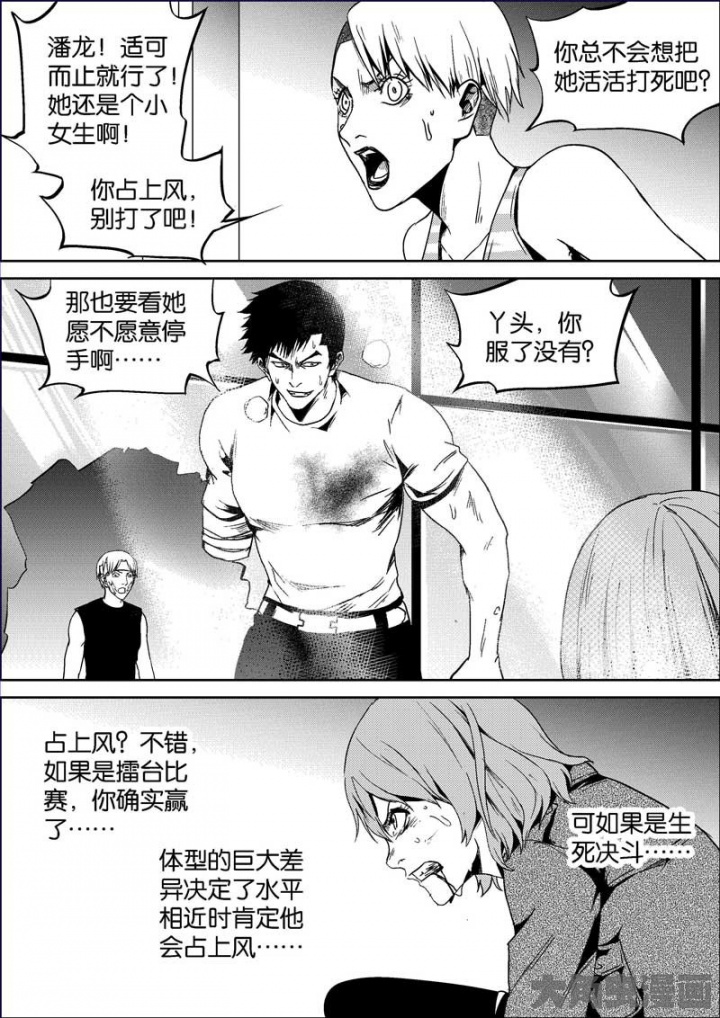 潘龙！适可
而止就行了！
她还是个小
女生啊！
你占上风，
别打了吧！
你总不会想把
她活活打死吧？
那也要看她
愿不愿意停
手啊……
丫头，你
服了没有？
占上风？不错，
如果是擂台比
赛，你确实赢
了……
体型的巨大差
异决定了水平
相近时肯定他
会占上风……
可如果是生
死决斗……